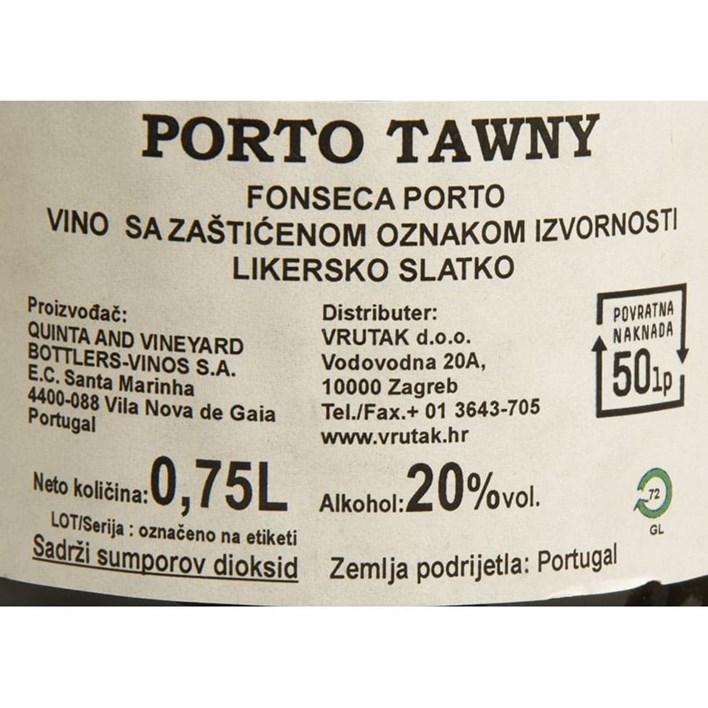 PORTO TAWNY
FONSECA PORTO
VINO SA ZAŠTIĆENOM OZNAKOM IZVORNOSTI
LIKERSKO SLATKO
Proizvođač:
QUINTA AND VINEYARD
BOTTLERS-VINOS S.A.
E.C. Santa Marinha
4400-088 Vila Nova de Gaia
Portugal
Distributer:
VRUTAK d.o.o.
Vodovodna 20A,
10000 Zagreb
Tel./Fax.+ 01 3643-705
www.vrutak.hr
POVRATNA
NAKNADA
50lp
Neto količina: 0,75L
Alkohol: 20%vol.
72
GL
LOT/Serija : označeno na etiketi
Sadrži sumporov dioksid
Zemlja podrijetla: Portugal